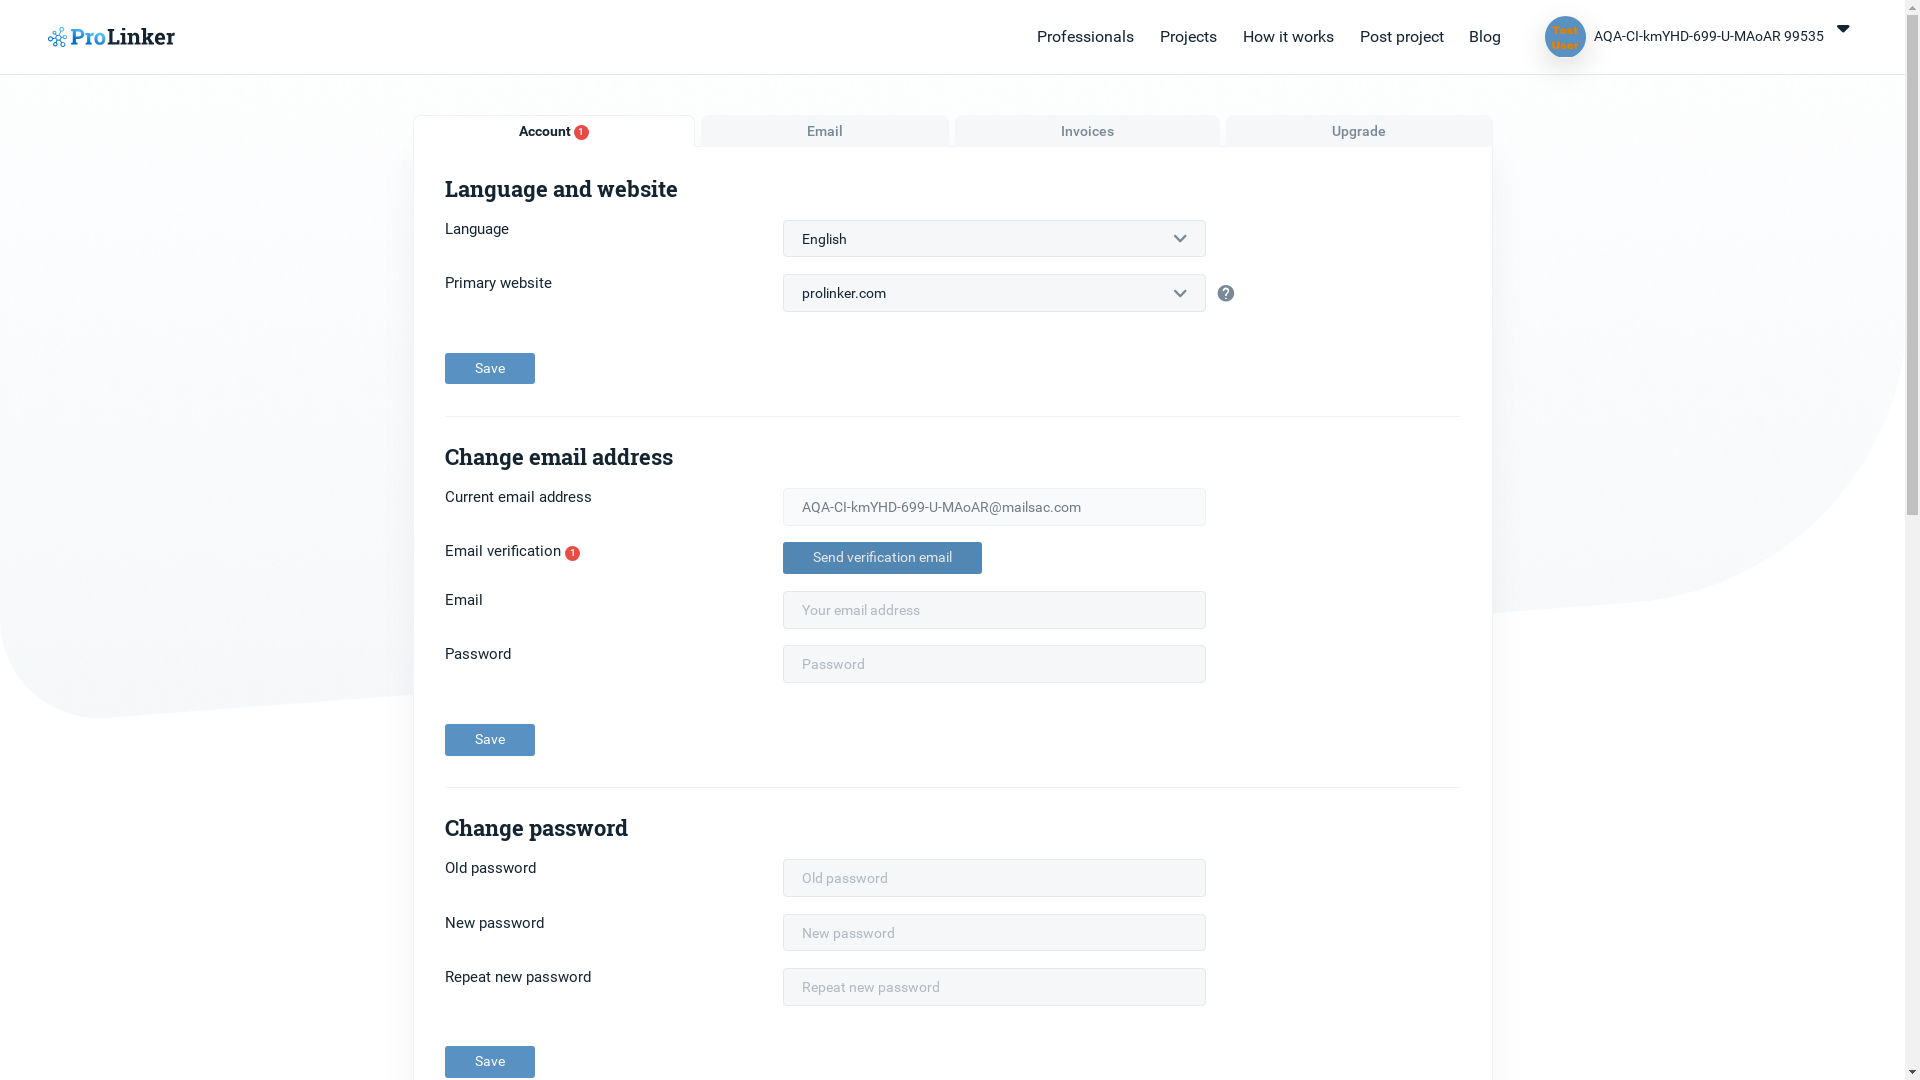 ProLinker
Professionals
Projects
How it works
Post project
Blog
Test
User
AQA-CI-kmYHD-699-U-MAoAR 99535
Account 1
Email
Invoices
Upgrade
Language and website
Language
English
Primary website
prolinker.com
?
Save
Change email address
Current email address
AQA-CI-kmYHD-699-U-MAoAR@mailsac.com
Email verification 1
Send verification email
Email
Your email address
Password
Password
Save
Change password
Old password
Old password
New password
New password
Repeat new password
Repeat new password
Save